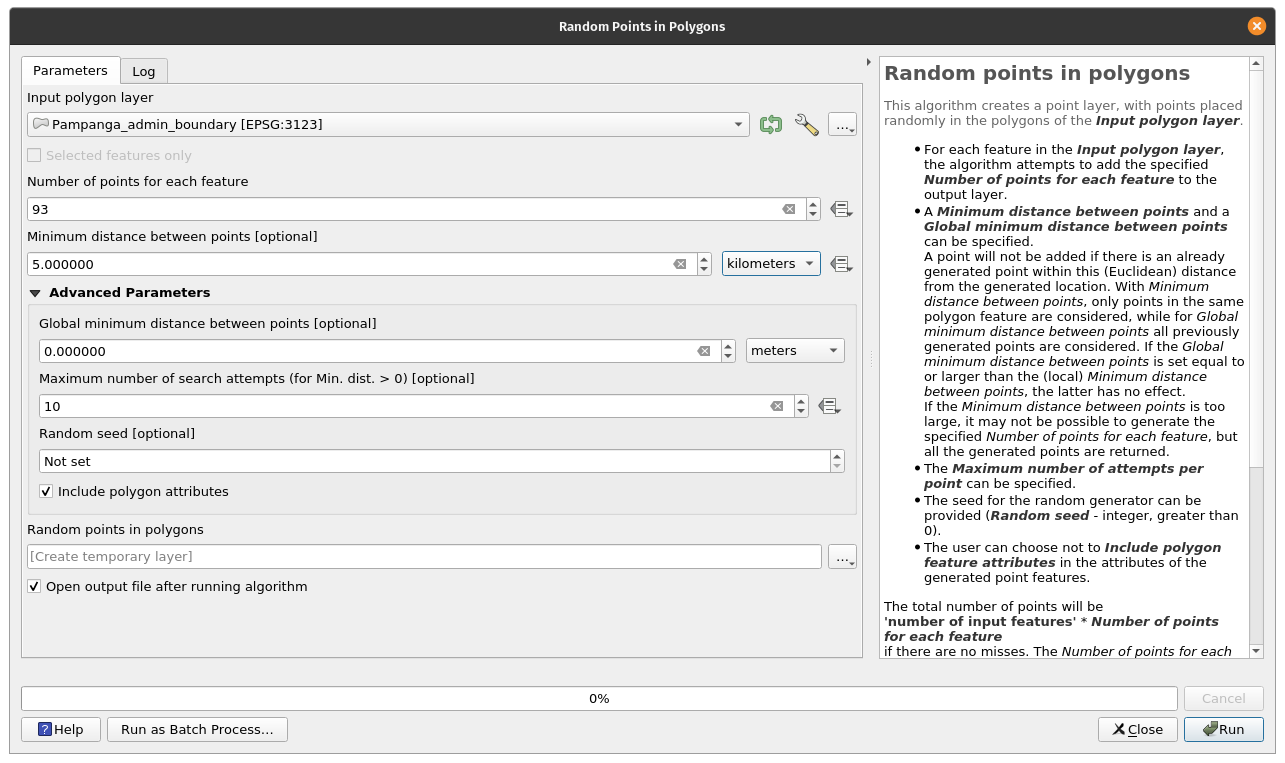 Random Points in Polygons
Parameters
Log
Input polygon layer
Pampanga_admin_boundary [EPSG:3123]
...
Selected features only
Number of points for each feature
93
Minimum distance between points [optional]
5.000000
kilometers
Advanced Parameters
Global minimum distance between points [optional]
0.000000
meters
Maximum number of search attempts (for Min. dist. > 0) [optional]
10
Random seed [optional]
Not set
Include polygon attributes
Random points in polygons
[Create temporary layer]
...
Open output file after running algorithm
Random points in polygons
This algorithm creates a point layer, with points placed
randomly in the polygons of the Input polygon layer.
• For each feature in the Input polygon layer,
the algorithm attempts to add the specified
Number of points for each feature to the
output layer.
• A Minimum distance between points and a
Global minimum distance between points
can be specified.
A point will not be added if there is an already
generated point within this (Euclidean) distance
from the generated location. With Minimum
distance between points, only points in the same
polygon feature are considered, while for Global
minimum distance between points all previously
generated points are considered. If the Global
minimum distance between points is set equal to
or larger than the (local) Minimum distance
between points, the latter has no effect.
If the Minimum distance between points is too
large, it may not be possible to generate the
specified Number of points for each feature, but
all the generated points are returned.
• The Maximum number of attempts per
point can be specified.
• The seed for the random generator can be
provided (Random seed - integer, greater than
0).
• The user can choose not to Include polygon
feature attributes in the attributes of the
generated point features.
The total number of points will be
'number of input features' * Number of points
for each feature
if there are no misses. The Number of points for each
0%
Cancel
? Help
Run as Batch Process…
Close
Run